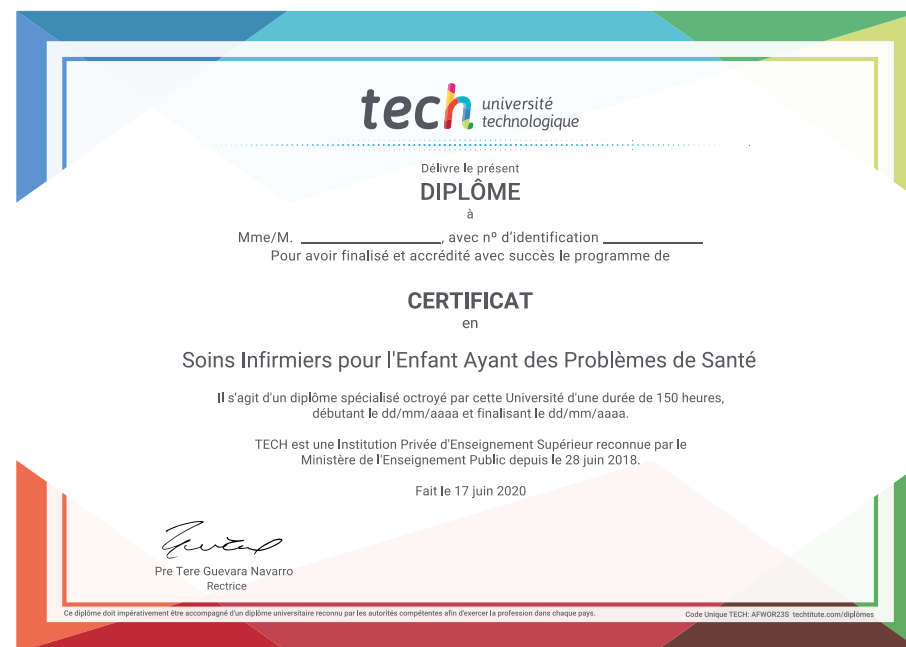 tech université
technologique
Délivre le présent
DIPLÔME
à
Mme/M. ____________________, avec nº d'identification ______________
Pour avoir finalisé et accrédité avec succès le programme de
CERTIFICAT
en
Soins Infirmiers pour l'Enfant Ayant des Problèmes de Santé
Il s'agit d'un diplôme spécialisé octroyé par cette Université d'une durée de 150 heures,
débutant le dd/mm/aaaa et finalisant le dd/mm/aaaa.
TECH est une Institution Privée d'Enseignement Supérieur reconnue par le
Ministère de l'Enseignement Public depuis le 28 juin 2018.
Fait le 17 juin 2020
Pre Tere Guevara Navarro
Rectrice
Ce diplôme doit impérativement être accompagné d'un diplôme universitaire reconnu par les autorités compétentes afin d'exercer la profession dans chaque pays.
Code Unique TECH: AFWOR23S techtitute.com/diplômes